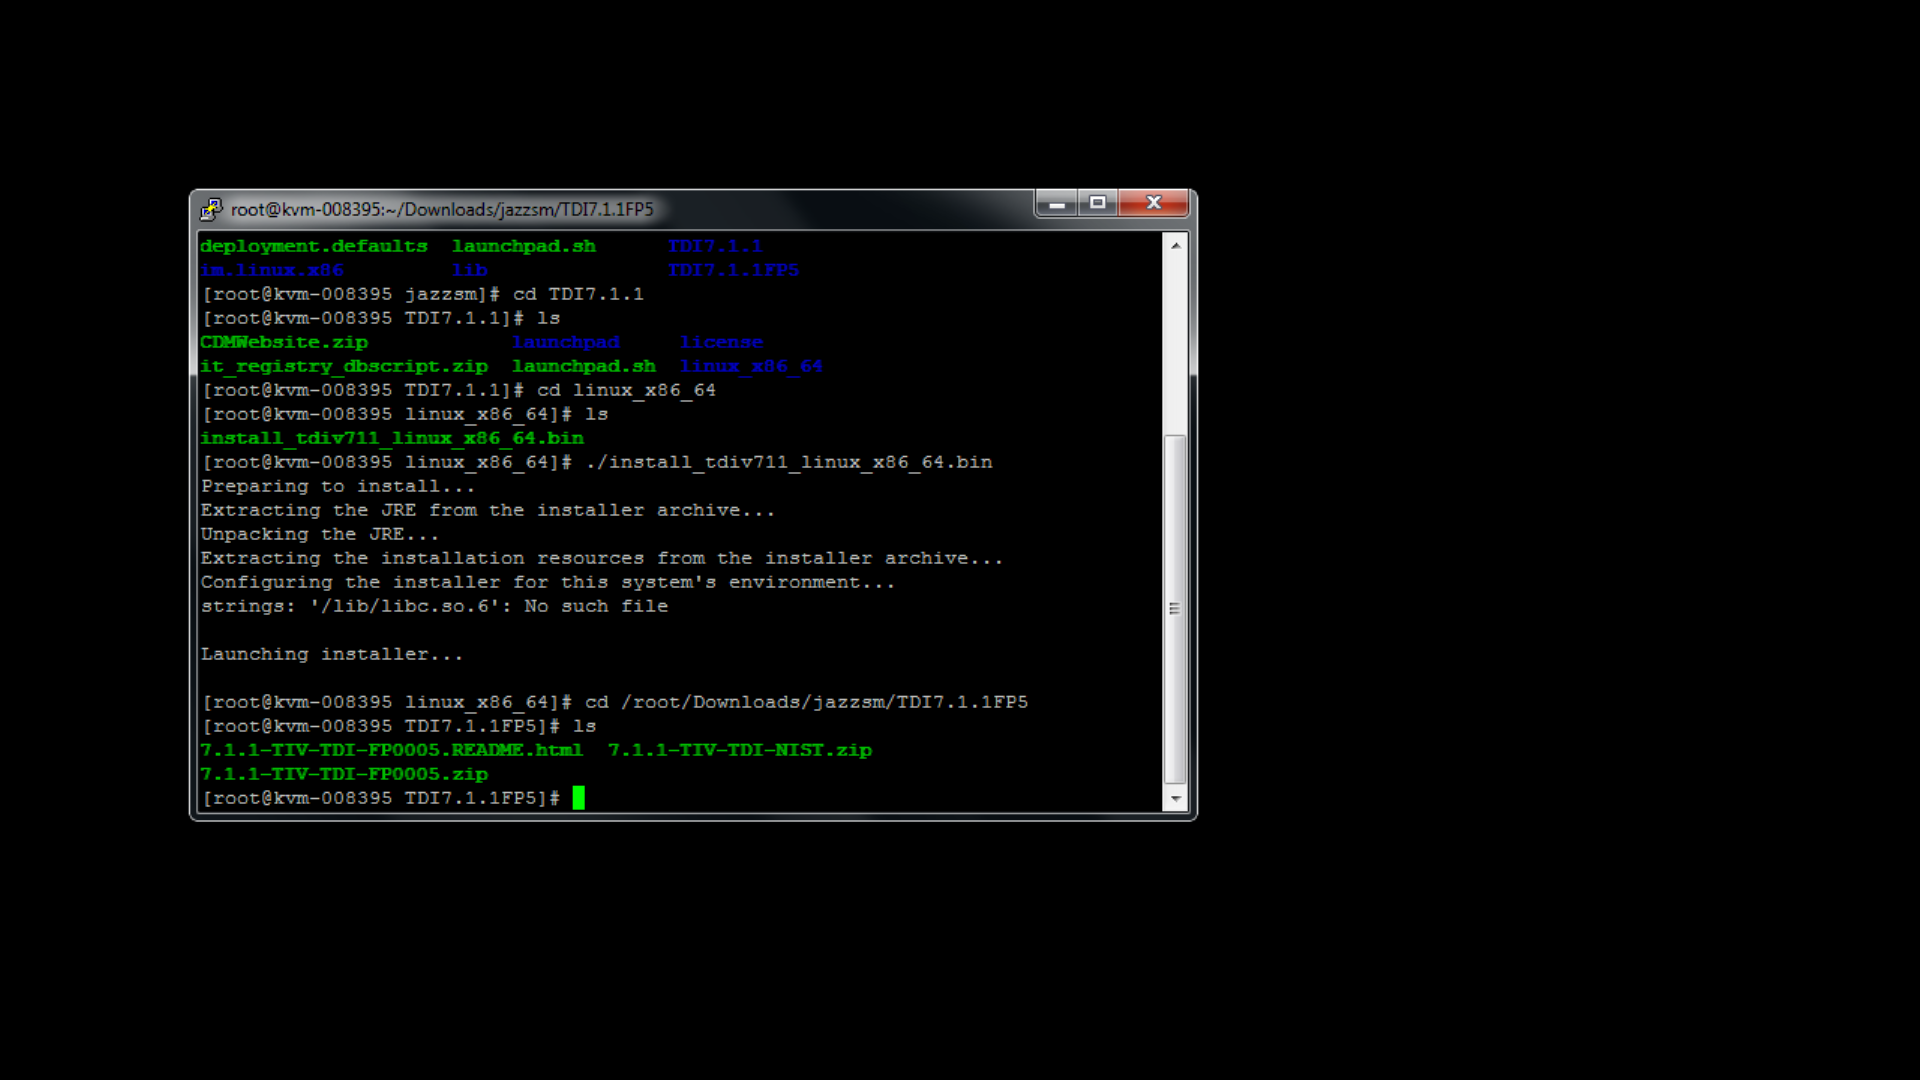 root@kvm-008395:~/Downloads/jazzsm/TDI7.1.1FP5
deployment.defaults  launchpad.sh      TDI7.1.1
im.linux.x86         lib               TDI7.1.1FP5
[root@kvm-008395 jazzsm]# cd TDI7.1.1
[root@kvm-008395 TDI7.1.1]# ls
CDMWebsite.zip            launchpad     license
it_registry_dbscript.zip  launchpad.sh  linux_x86_64
[root@kvm-008395 TDI7.1.1]# cd linux_x86_64
[root@kvm-008395 linux_x86_64]# ls
install_tdiv711_linux_x86_64.bin
[root@kvm-008395 linux_x86_64]# ./install_tdiv711_linux_x86_64.bin
Preparing to install...
Extracting the JRE from the installer archive...
Unpacking the JRE...
Extracting the installation resources from the installer archive...
Configuring the installer for this system's environment...
strings: '/lib/libc.so.6': No such file
Launching installer...
[root@kvm-008395 linux_x86_64]# cd /root/Downloads/jazzsm/TDI7.1.1FP5
[root@kvm-008395 TDI7.1.1FP5]# ls
7.1.1-TIV-TDI-FP0005.README.html  7.1.1-TIV-TDI-NIST.zip
7.1.1-TIV-TDI-FP0005.zip
[root@kvm-008395 TDI7.1.1FP5]#